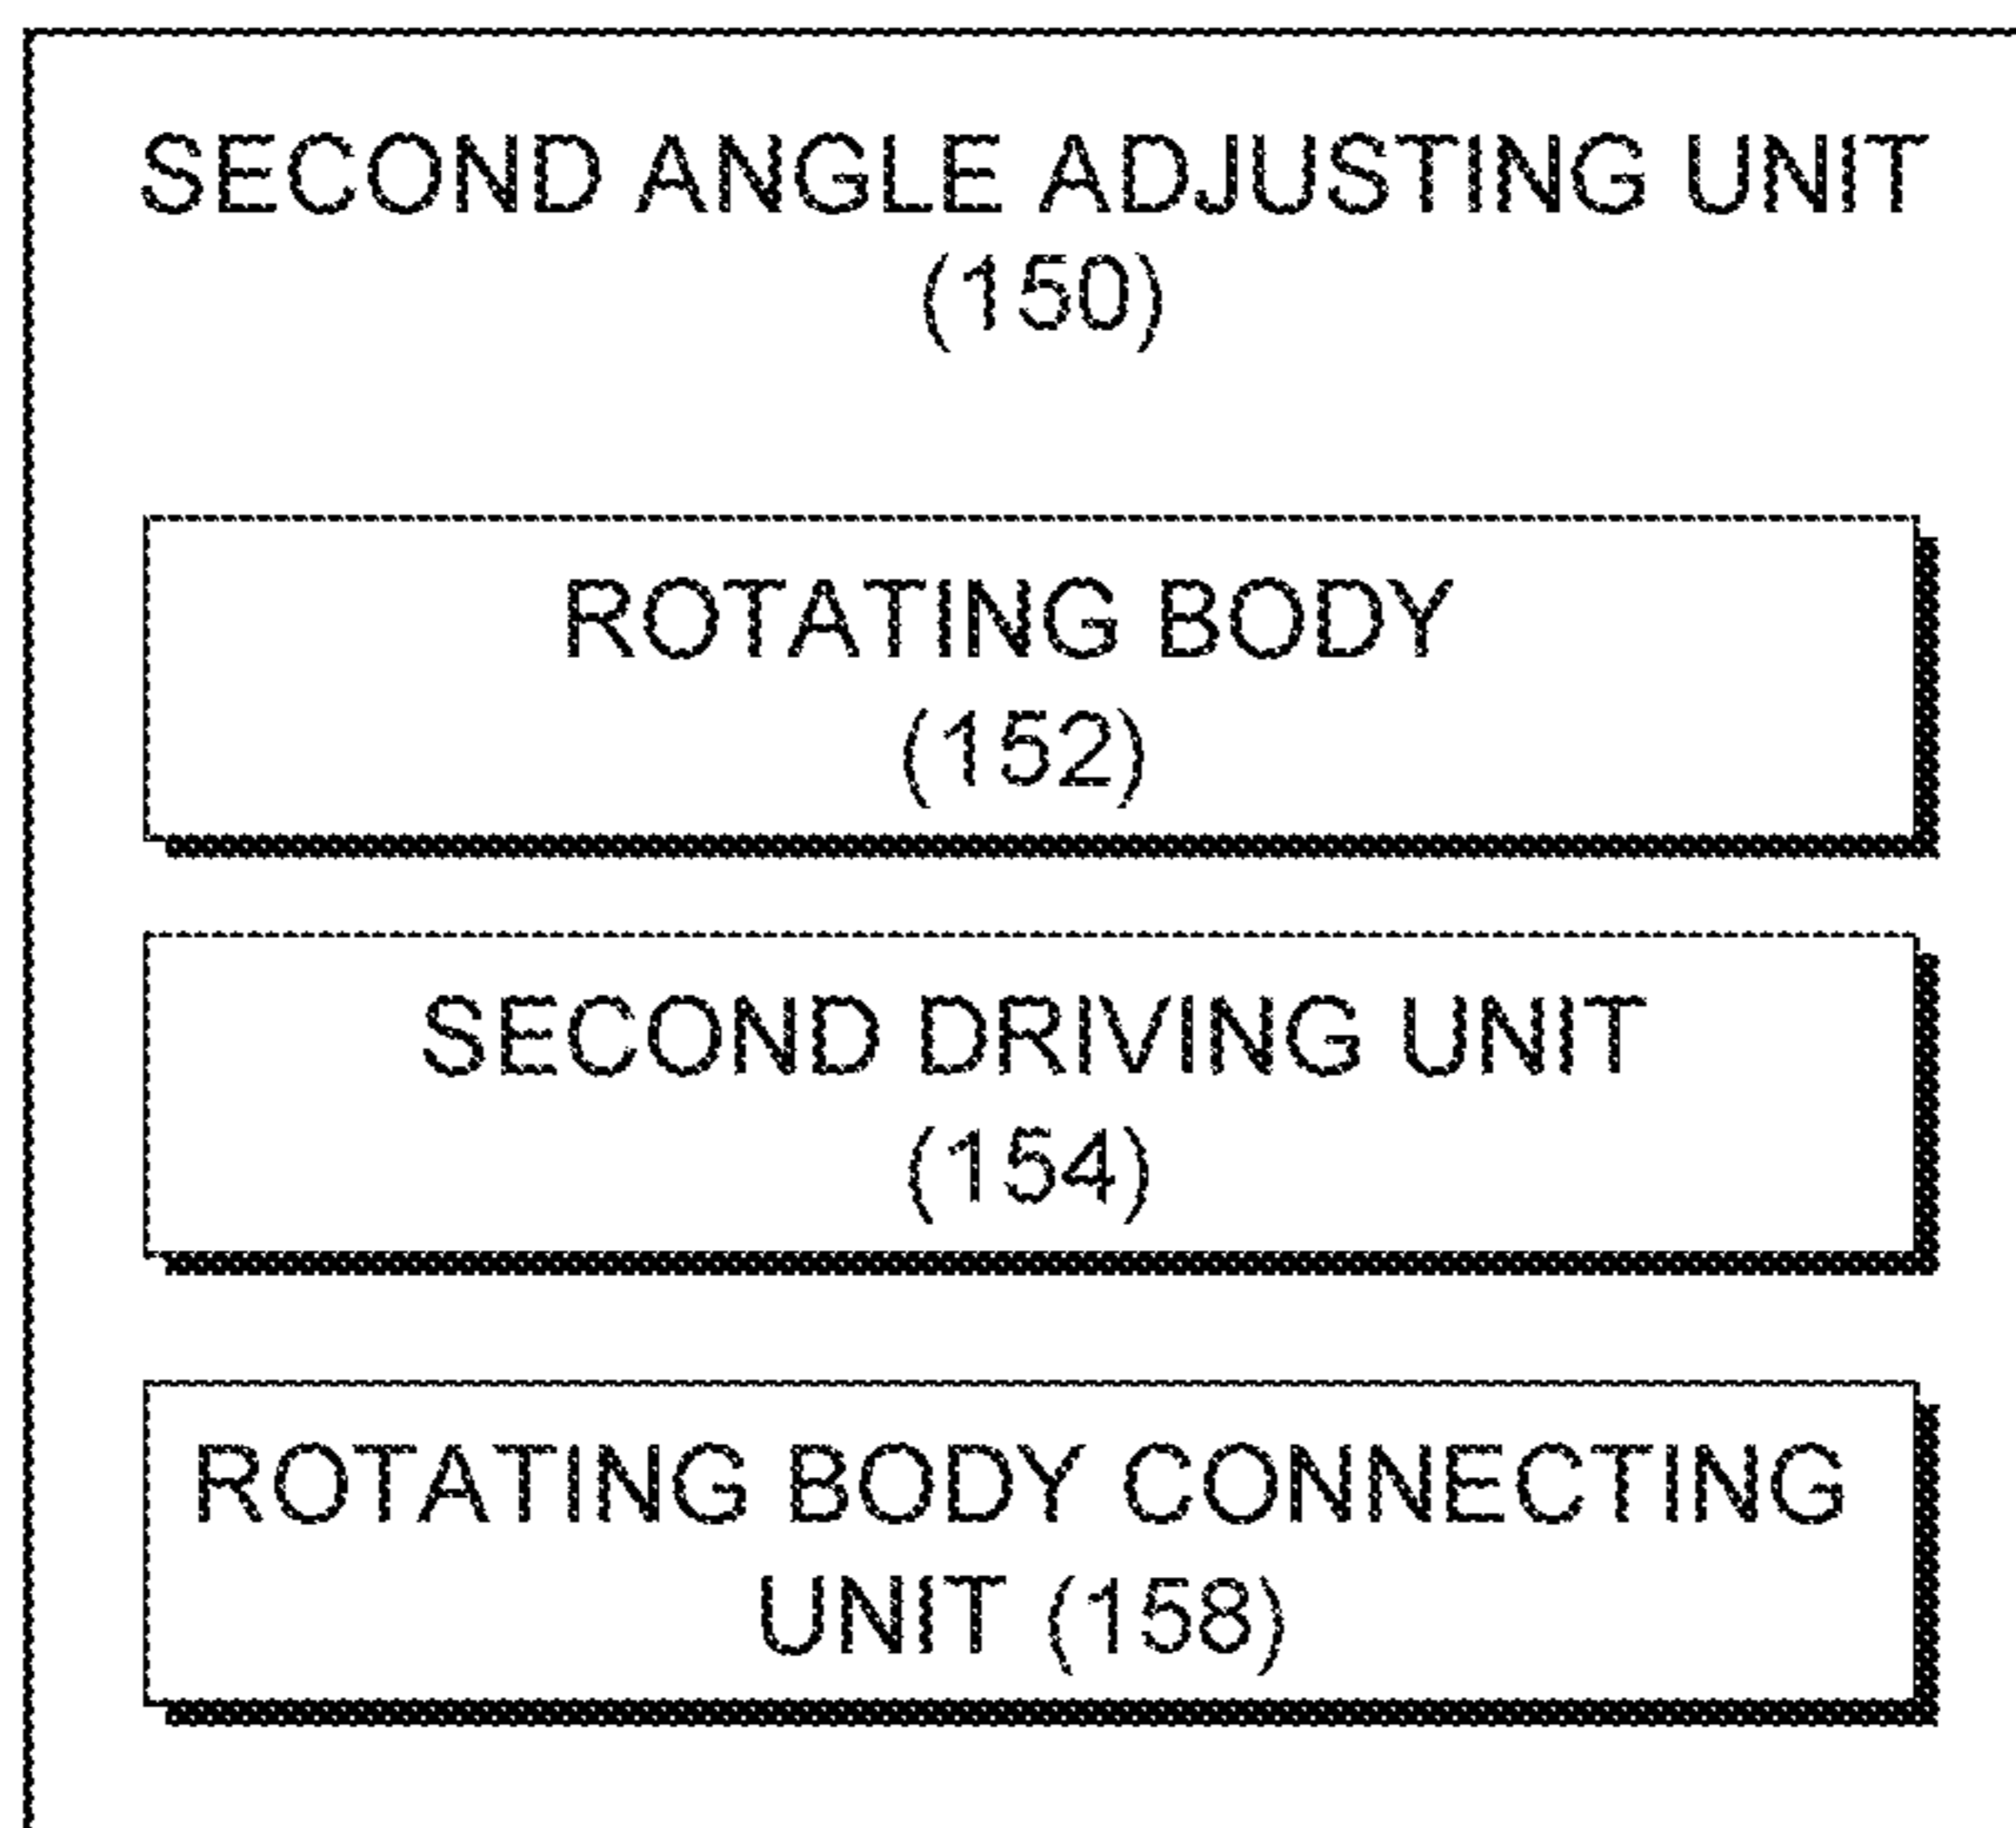 SECOND ANGLE ADJUSTING UNIT
(150)
ROTATING BODY
(152)
SECOND DRIVING UNIT
(154)
ROTATING BODY CONNECTING
UNIT (158)